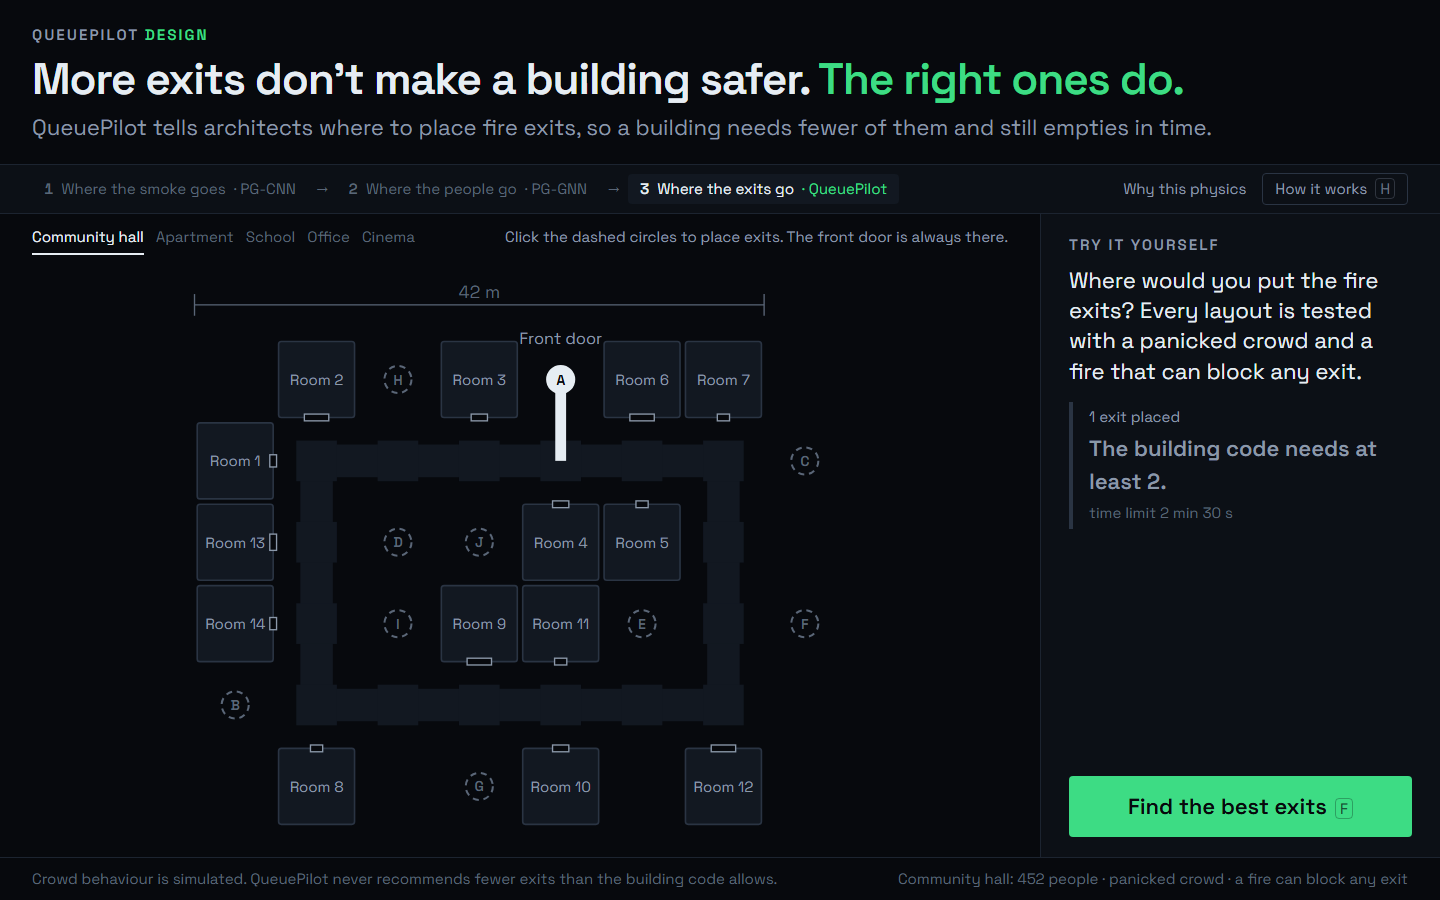 QUEUEPILOT DESIGN
More exits don't make a building safer. The right ones do.
QueuePilot tells architects where to place fire exits, so a building needs fewer of them and still empties in time.
1 Where the smoke goes · PG-CNN → 2 Where the people go · PG-GNN → 3 Where the exits go · QueuePilot
Why this physics
How it works H
Community hall Apartment School Office Cinema
Click the dashed circles to place exits. The front door is always there.
42 m
Front door
Room 2
H
Room 3
A
Room 6
Room 7
Room 1
C
Room 13
D
J
Room 4
Room 5
Room 14
I
Room 9
Room 11
E
F
B
Room 8
G
Room 10
Room 12
TRY IT YOURSELF
Where would you put the fire
exits? Every layout is tested
with a panicked crowd and a
fire that can block any exit.
1 exit placed
The building code needs at
least 2.
time limit 2 min 30 s
Find the best exits F
Crowd behaviour is simulated. QueuePilot never recommends fewer exits than the building code allows.
Community hall: 452 people · panicked crowd · a fire can block any exit